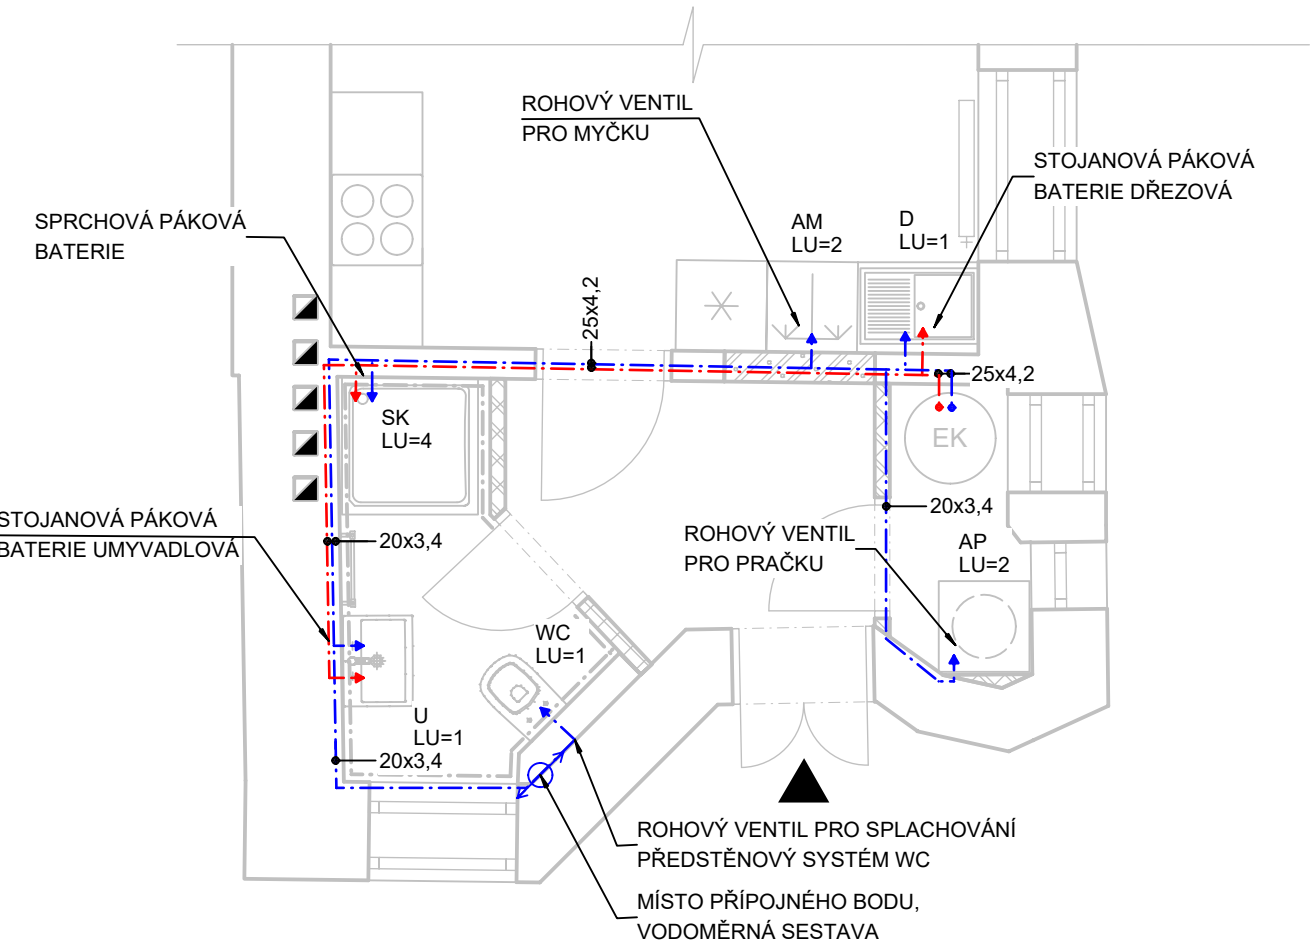 ROHOVÝ VENTIL
PRO MYČKU
STOJANOVÁ PÁKOVÁ
BATERIE DŘEZOVÁ
SPRCHOVÁ PÁKOVÁ
BATERIE
AM
LU=2
D
LU=1
25x4,2
25x4,2
SK
LU=4
EK
STOJANOVÁ PÁKOVÁ
BATERIE UMYVADLOVÁ
20x3,4
20x3,4
ROHOVÝ VENTIL
PRO PRAČKU
AP
LU=2
WC
LU=1
U
LU=1
20x3,4
ROHOVÝ VENTIL PRO SPLACHOVÁNÍ
PŘEDSTĚNOVÝ SYSTÉM WC
MÍSTO PŘÍPOJNÉHO BODU,
VODOMĚRNÁ SESTAVA